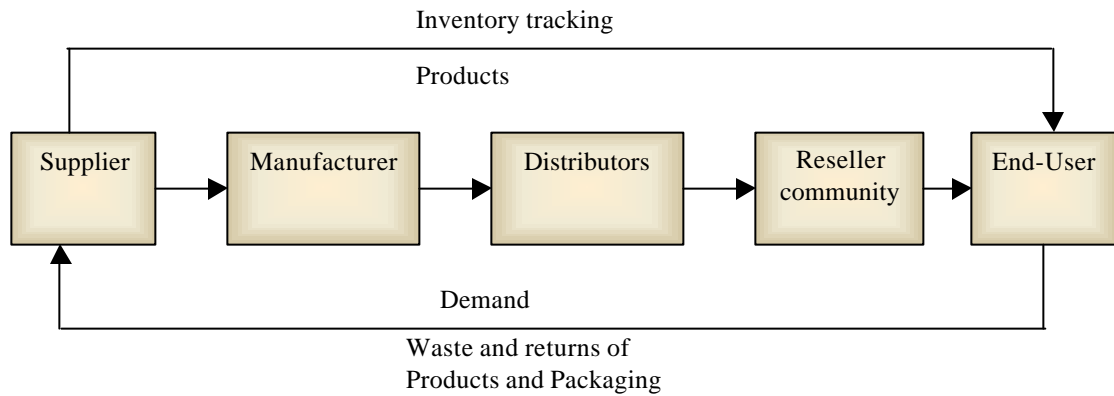 Inventory tracking
Products
Supplier
Manufacturer
Distributors
Reseller
community
End-User
Demand
Waste and returns of
Products and Packaging